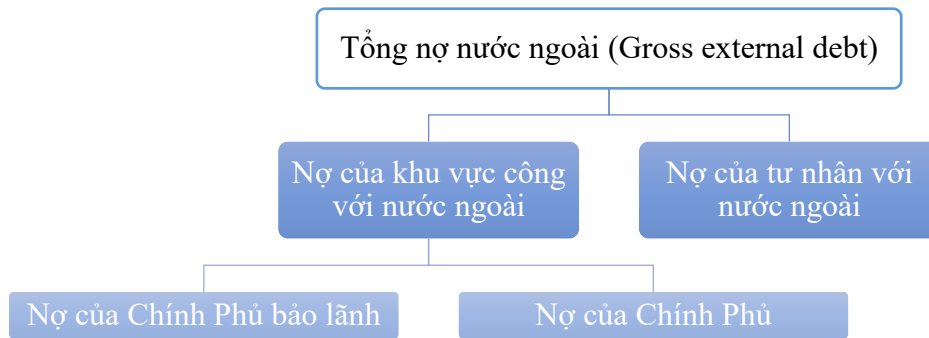 Tổng nợ nước ngoài (Gross external debt)
Nợ của khu vực công
với nước ngoài
Nợ của tư nhân với
nước ngoài
Nợ của Chính Phủ bảo lãnh
Nợ của Chính Phủ